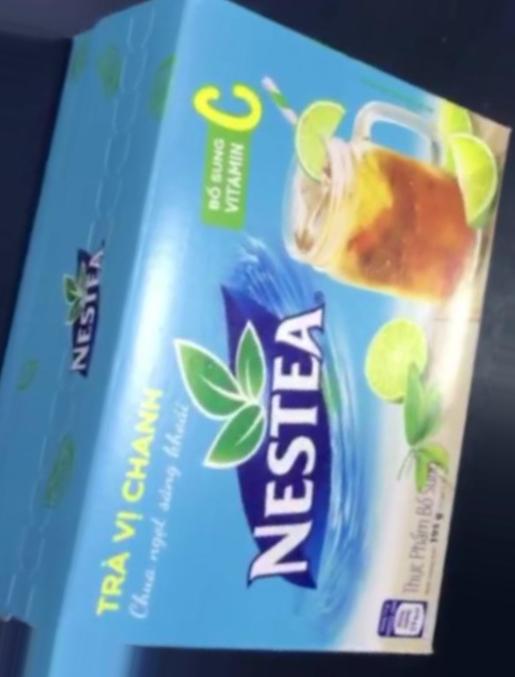 TRÀ VỊ CHANH
Chua ngọt sảng khoái
NESTEA
BỔ SUNG
VITAMIN
C
Thực Phẩm Bổ Sung
NESTEA